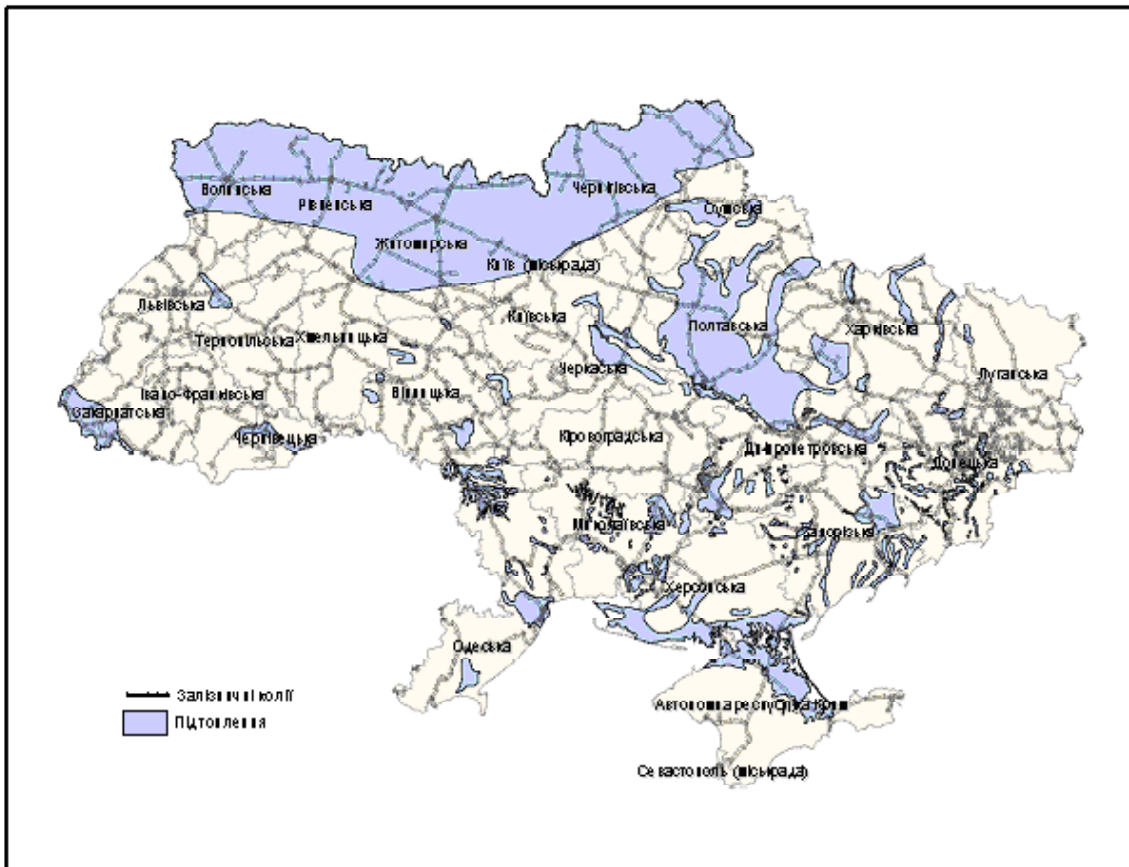 Волинська
Рівненська
Чернігівська
Сумська
Житомирська
Київ (міськрада)
Львівська
Тернопільська
Хмельницька
Київська
Полтавська
Харківська
Черкаська
Луганська
Івано-Франківська
Закарпатська
Вінницька
Чернівецька
Кіровоградська
Дніпропетровська
Донецька
Миколаївська
Запорізька
Херсонська
Одеська
Залізничні колії
Підтоплення
Автономна республіка Крим
Севастополь (міськрада)